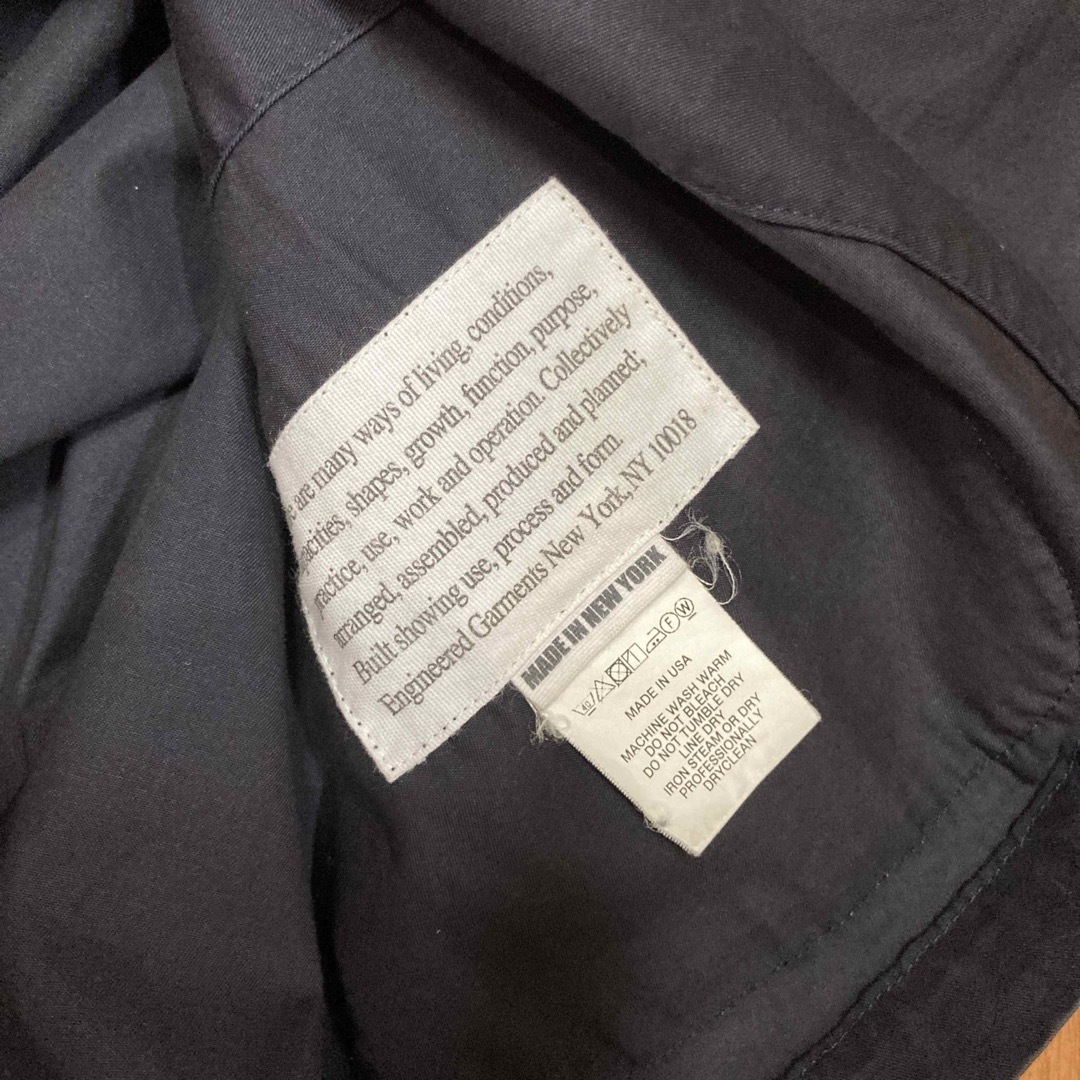 are many ways of living, conditions,
shapes, growth, function, purpose,
use, work and operation. Collectively
arranged, assembled, produced and planned;
Built showing use, process and form.
Engineered Garments New York, NY 10018
MADE IN NEW YORK
40 F W
MADE IN USA
MACHINE WASH WARM
DO NOT BLEACH
DO NOT TUMBLE DRY
LINE DRY
IRON STEAM OR DRY
PROFESSIONALLY
DRYCLEAN